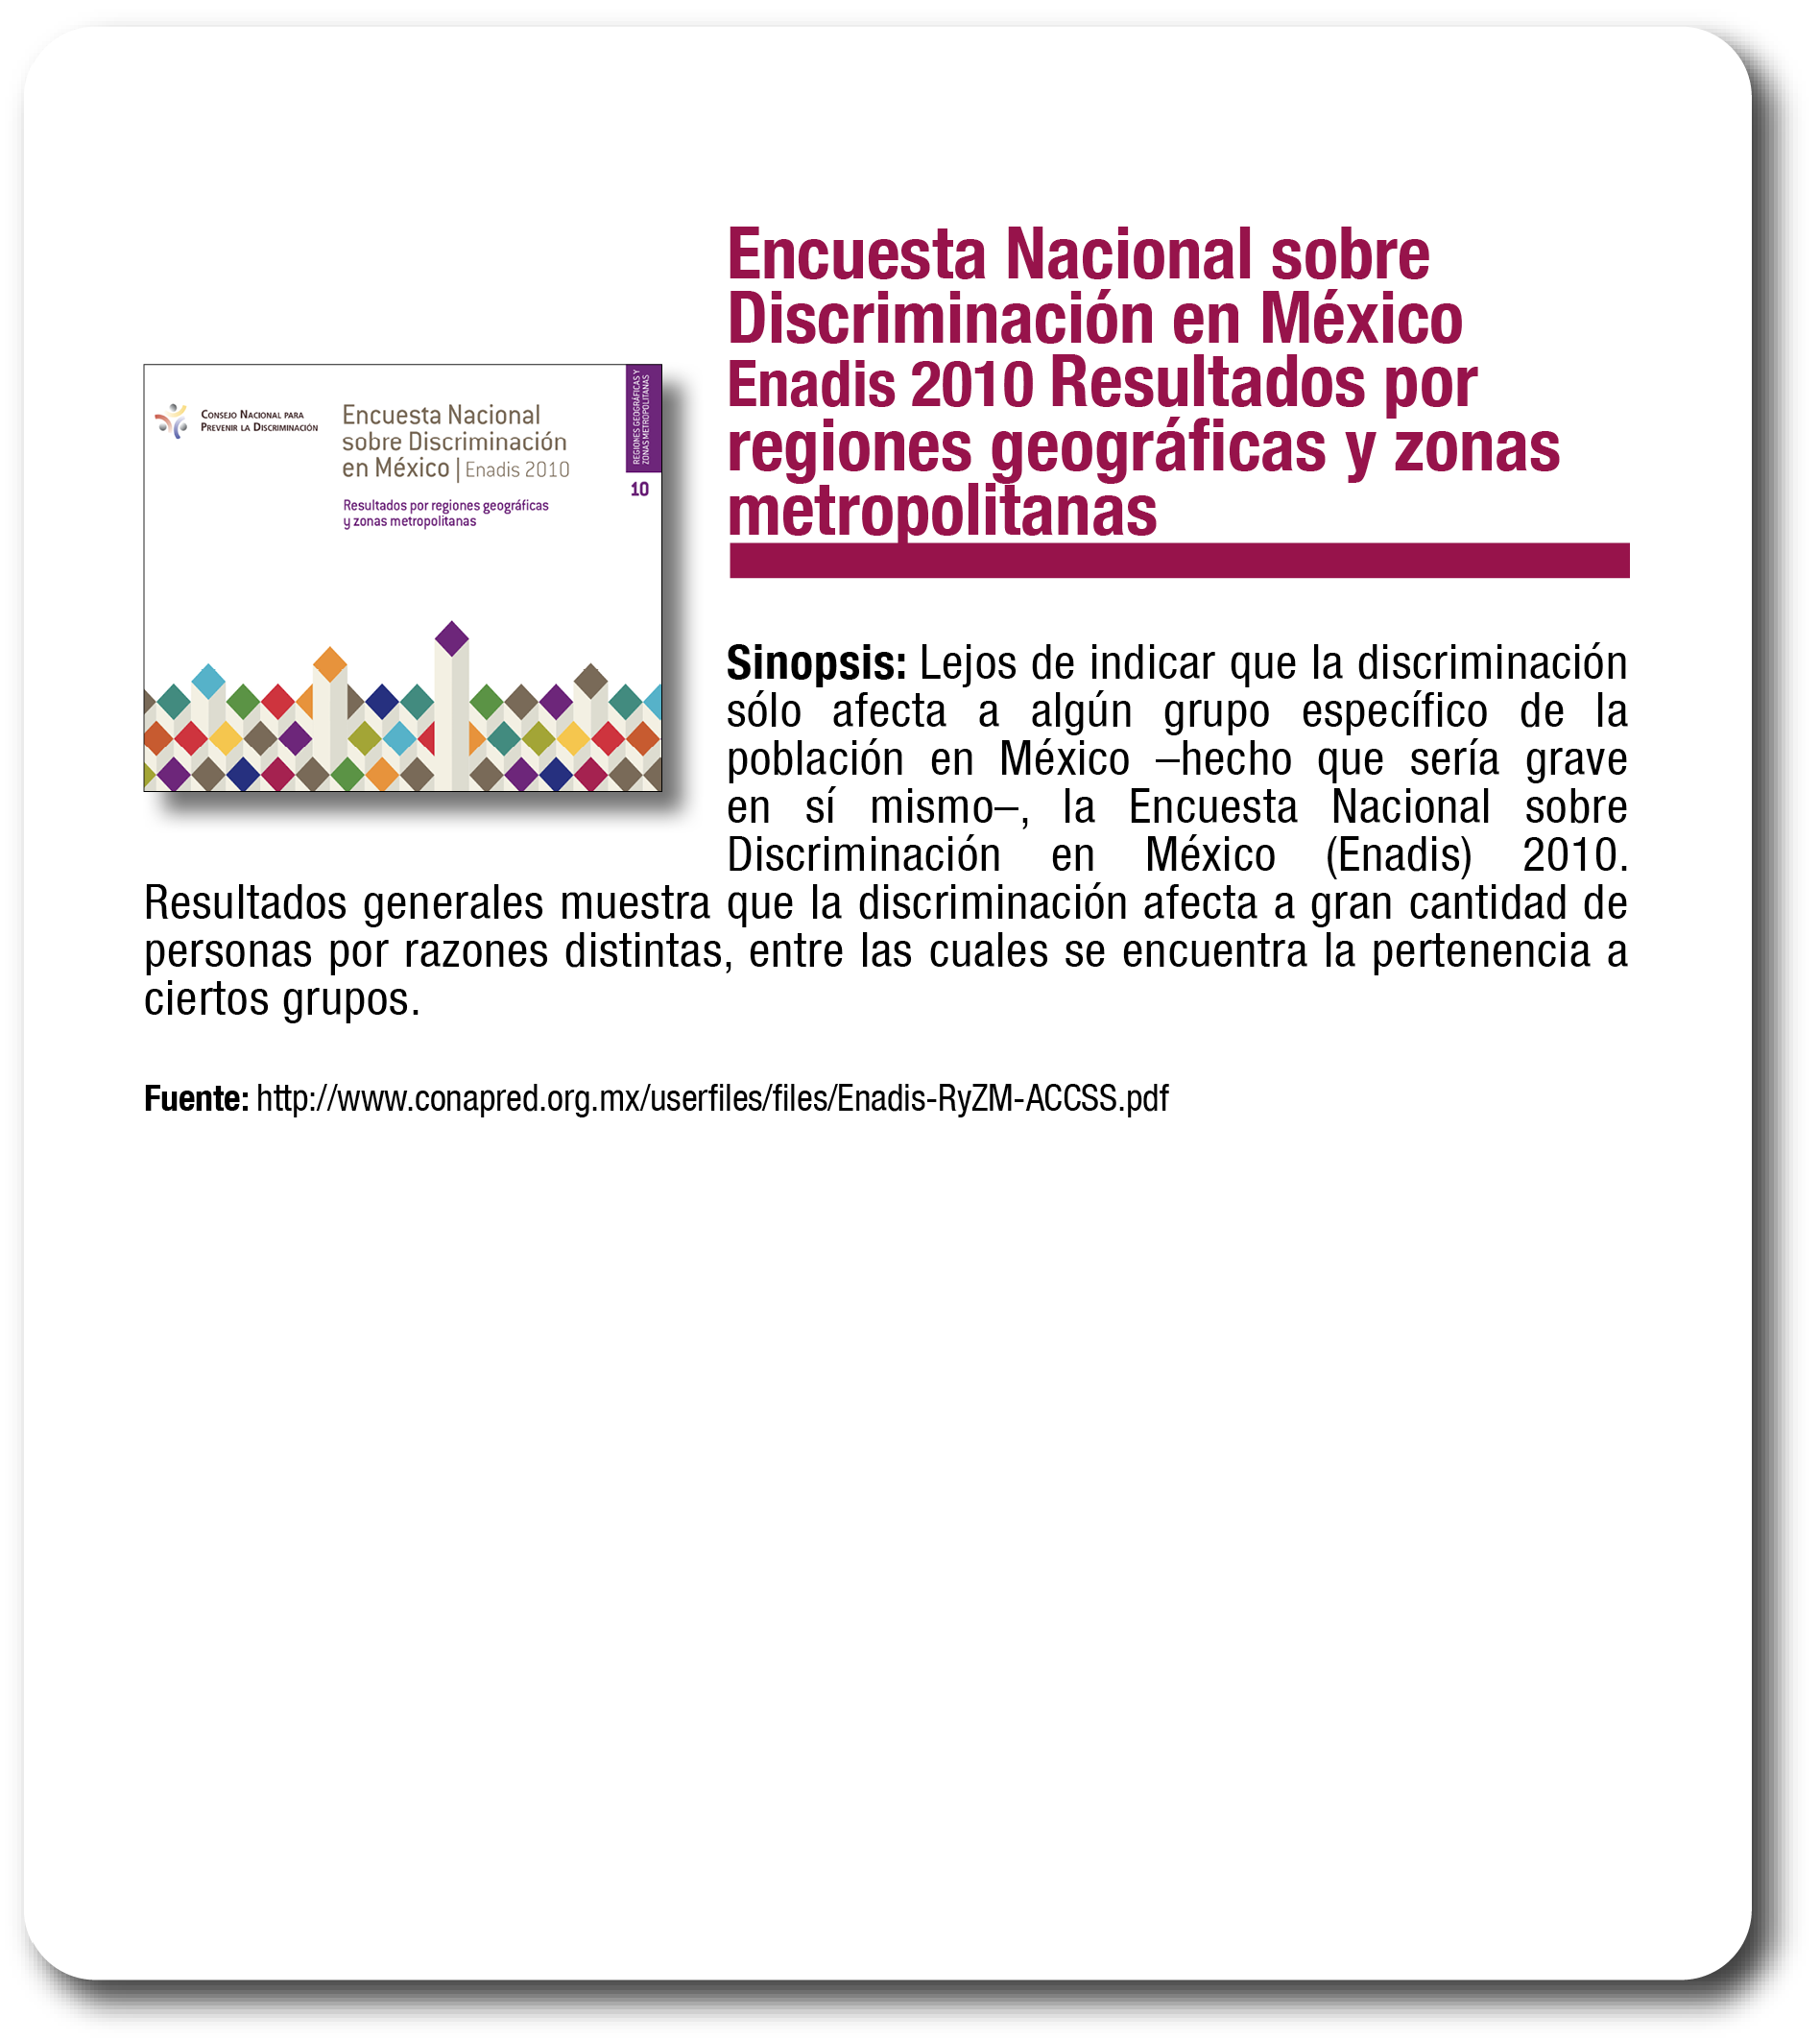 Encuesta Nacional sobre
Discriminación en México
Enadis 2010 Resultados por
regiones geográficas y zonas
metropolitanas
CONSEJO NACIONAL PARA
PREVENIR LA DISCRIMINACIÓN
Encuesta Nacional
sobre Discriminación
en México | Enadis 2010
Resultados por regiones geográficas
y zonas metropolitanas
REGIONES GEOGRÁFICAS Y
ZONAS METROPOLITANAS
10
Sinopsis: Lejos de indicar que la discriminación
sólo afecta a algún grupo específico de la
población en México –hecho que sería grave
en sí mismo–, la Encuesta Nacional sobre
Discriminación en México (Enadis) 2010.
Resultados generales muestra que la discriminación afecta a gran cantidad de
personas por razones distintas, entre las cuales se encuentra la pertenencia a
ciertos grupos.
Fuente: http://www.conapred.org.mx/userfiles/files/Enadis-RyZM-ACCSS.pdf